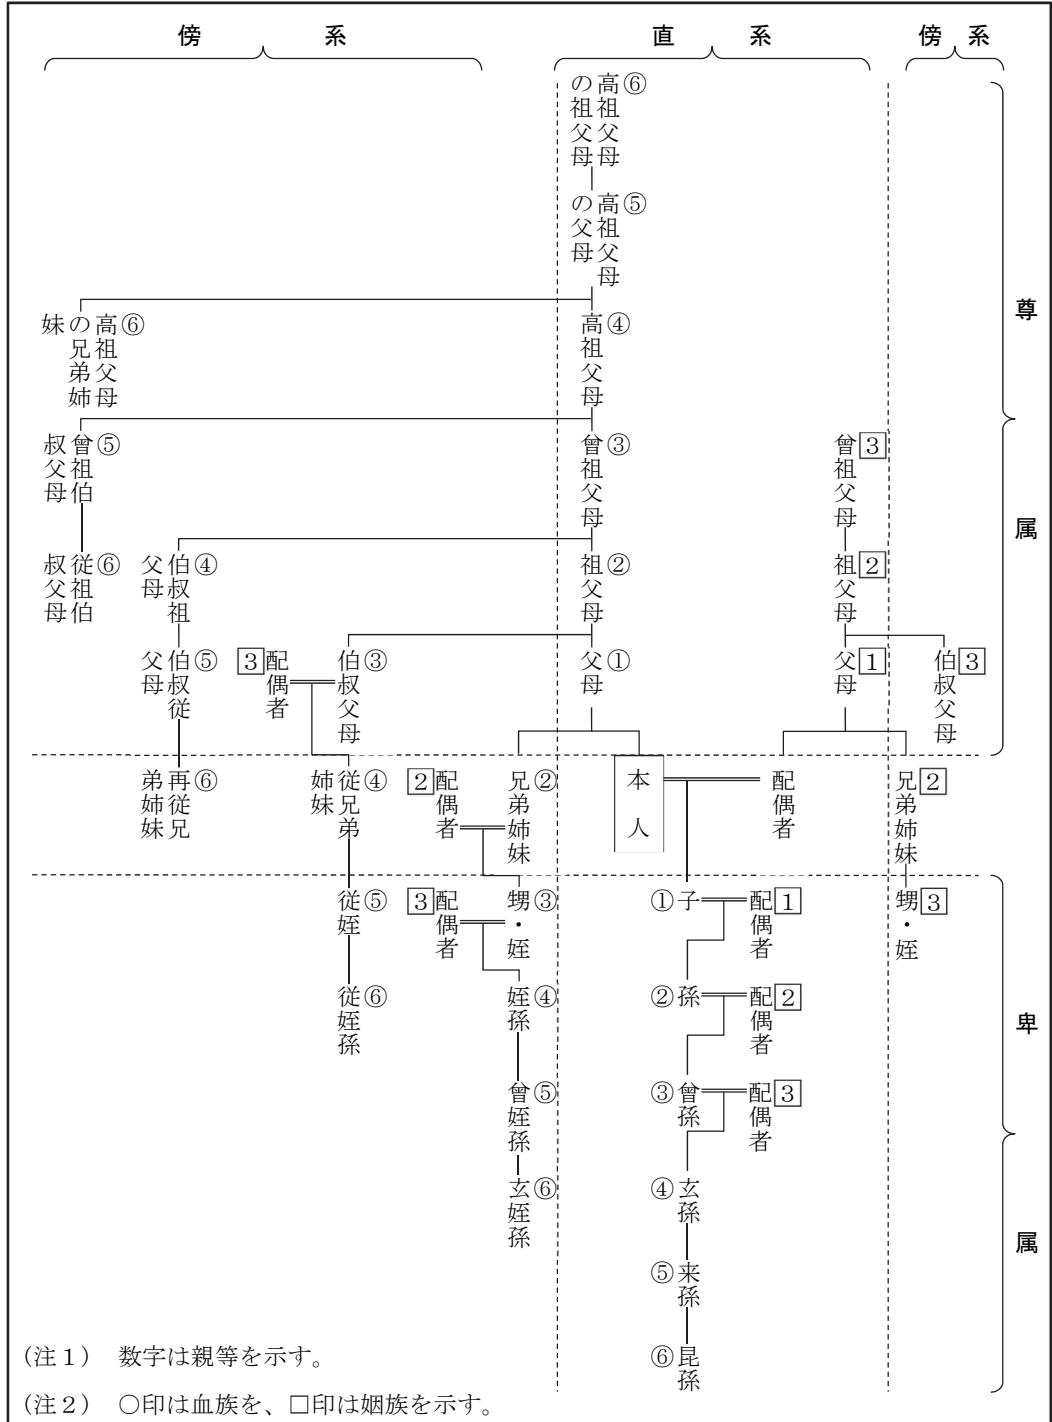 傍系
直系
傍系
尊属
卑属
高祖父母の祖父母⑥
高祖父母の父母⑤
高祖父母の兄弟姉妹⑥
高祖父母④
曾祖伯叔父母⑤
曾祖父母③
曾祖父母3
従祖伯叔父母⑥
伯叔祖父母④
祖父母②
祖父母2
伯叔従父母⑤
3配偶者
伯叔父母③
父母①
父母1
伯叔父母3
再従兄弟姉妹⑥
従兄弟姉妹④
2配偶者
兄弟姉妹②
本人
配偶者
兄弟姉妹2
従姪⑤
3配偶者
甥・姪③
①子
配偶者1
甥・姪3
従姪孫⑥
姪孫④
②孫
配偶者2
曾姪孫⑤
③曾孫
配偶者3
玄姪孫⑥
④玄孫
⑤来孫
⑥昆孫
(注1) 数字は親等を示す。
(注2) ○印は血族を、□印は姻族を示す。